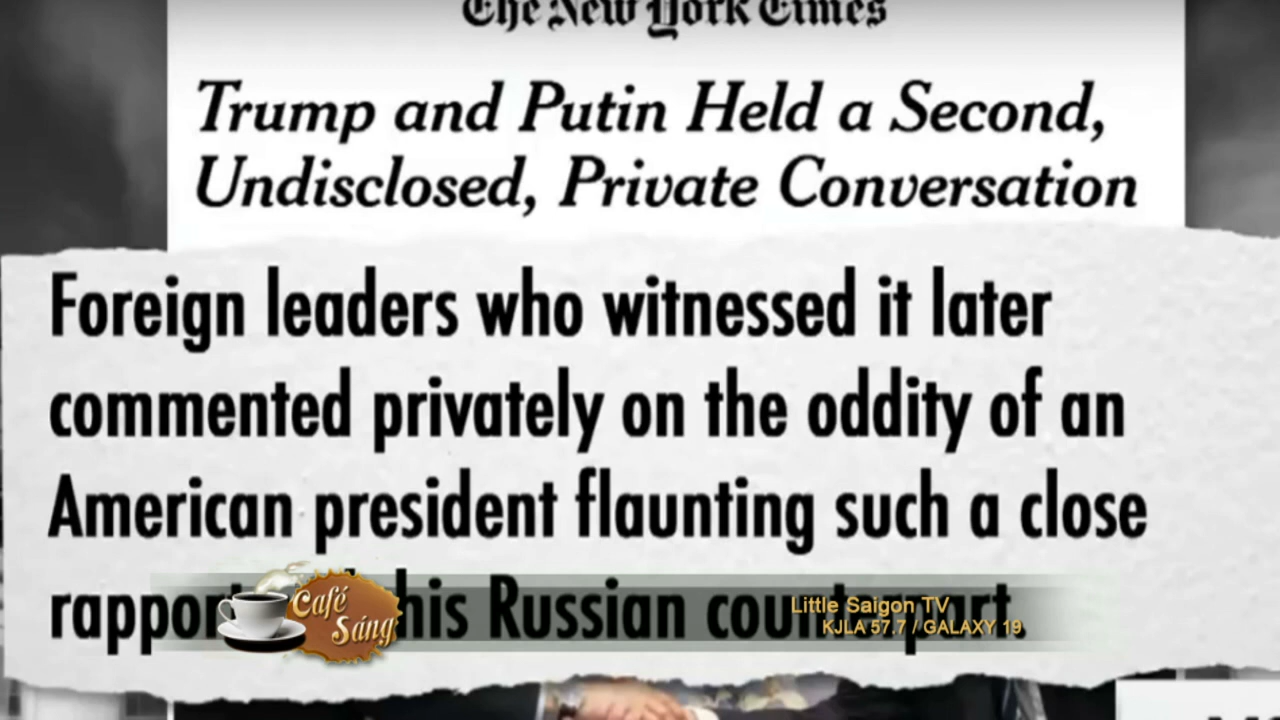 The New York Times
Trump and Putin Held a Second,
Undisclosed, Private Conversation
Foreign leaders who witnessed it later
commented privately on the oddity of an
American president flaunting such a close
rapport his Russian counterpart.
Café
Sáng
Little Saigon TV
KJLA 57.7 / GALAXY 19